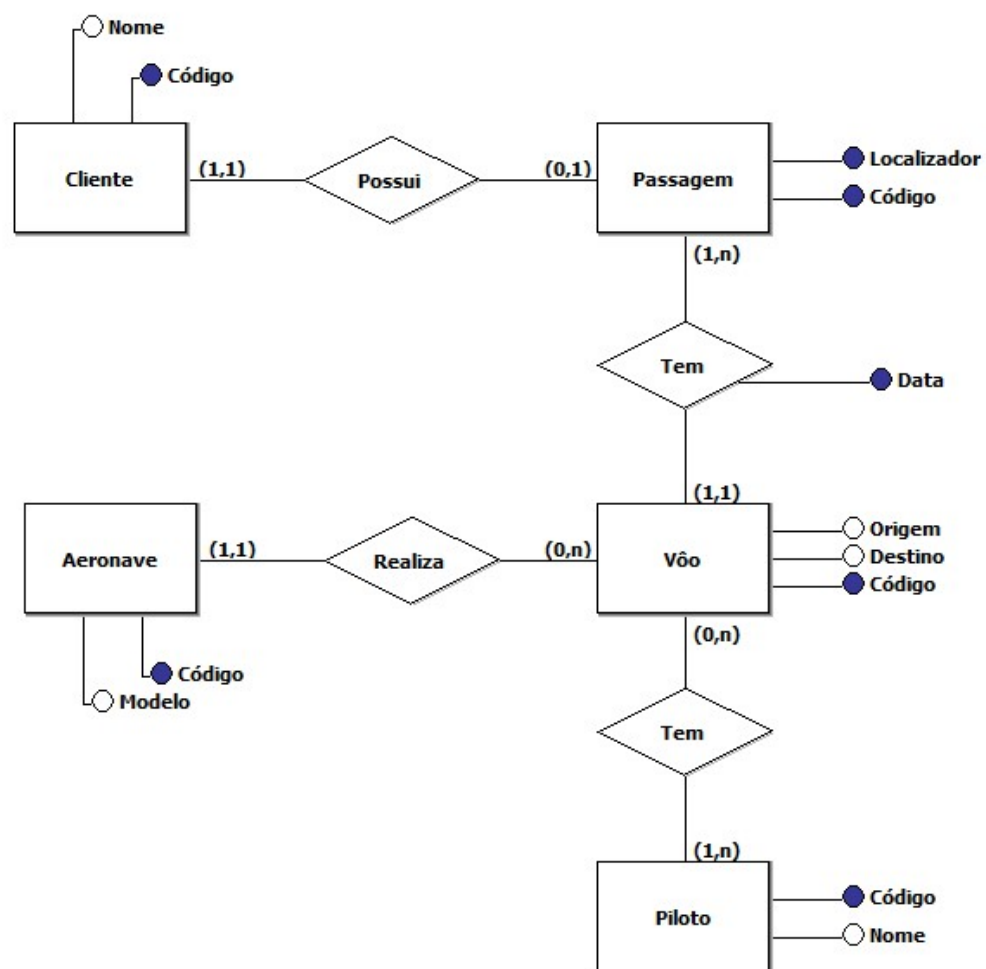 Nome
Código
Cliente
(1,1)
Possui
(0,1)
Passagem
Localizador
Código
(1,n)
Tem
Data
(1,1)
Aeronave
(1,1)
Realiza
(0,n)
Vôo
Origem
Destino
Código
(0,n)
Código
Modelo
Tem
(1,n)
Piloto
Código
Nome